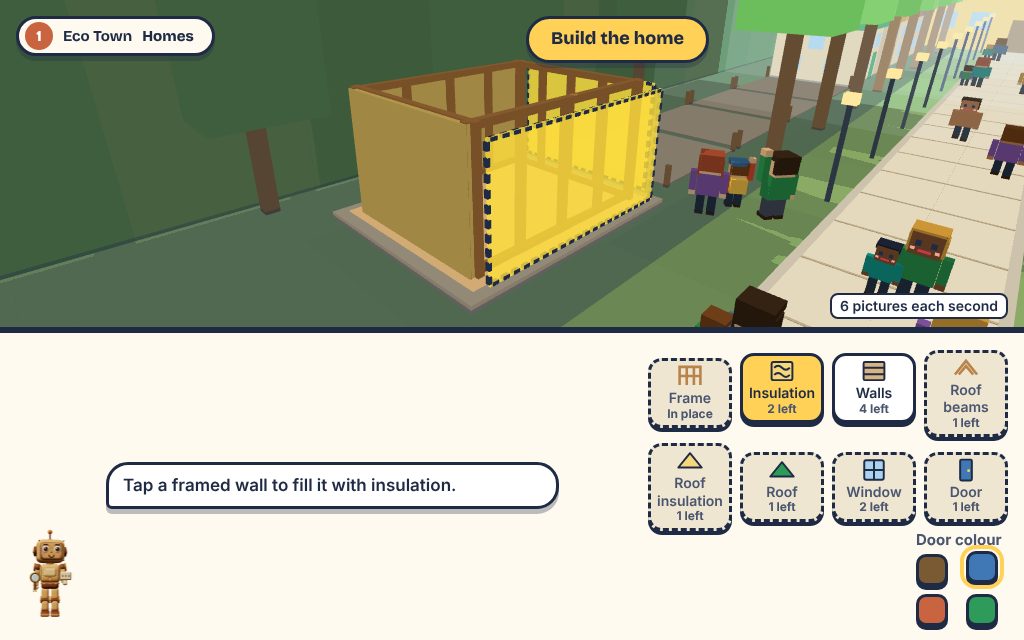 1
Eco Town Homes
Build the home
6 pictures each second
Tap a framed wall to fill it with insulation.
Frame
In place
Insulation
2 left
Walls
4 left
Roof
beams
1 left
Roof
insulation
1 left
Roof
1 left
Window
2 left
Door
1 left
Door colour